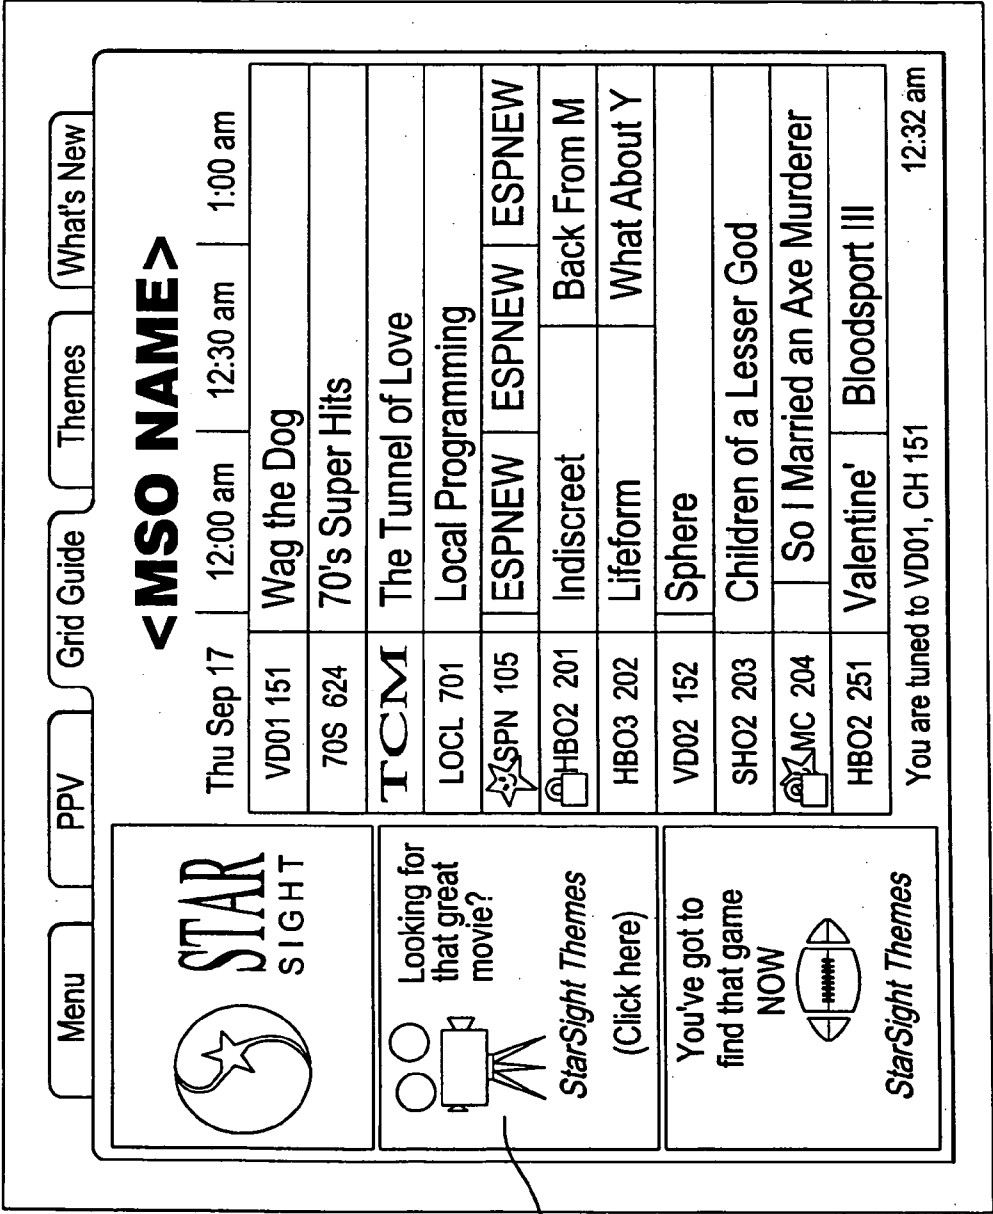 Menu PPV Grid Guide Themes What's New
STAR
SIGHT
Looking for
that great
movie?
StarSight Themes
(Click here)
You've got to
find that game
NOW
StarSight Themes
<MSO NAME>
Thu Sep 17 12:00 am 12:30 am 1:00 am
VD01 151 Wag the Dog
70S 624 70's Super Hits
TCM The Tunnel of Love
LOCL 701 Local Programming
SPN 105 ESPNEW ESPNEW ESPNEW
HBO2 201 Indiscreet Back From M
HBO3 202 Lifeform What About Y
VD02 152 Sphere
SHO2 203 Children of a Lesser God
MC 204 So I Married an Axe Murderer
HBO2 251 Valentine' Bloodsport III
You are tuned to VD01, CH 151 12:32 am